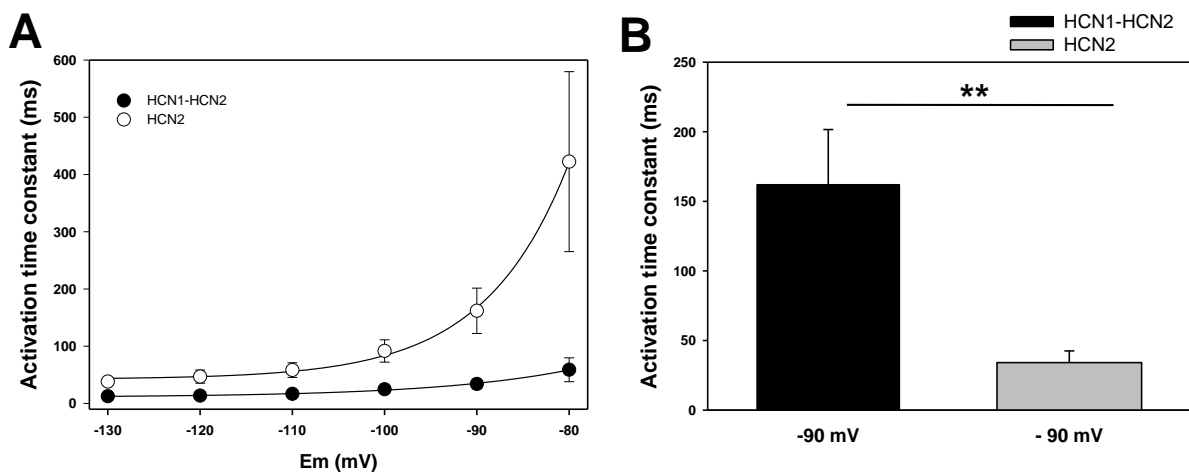 A
Activation time constant (ms)
600
500
400
300
200
100
0
HCN1-HCN2
HCN2
-130
-120
-110
-100
-90
-80
Em (mV)
B
HCN1-HCN2
HCN2
Activation time constant (ms)
250
200
150
100
50
0
**
-90 mV
- 90 mV